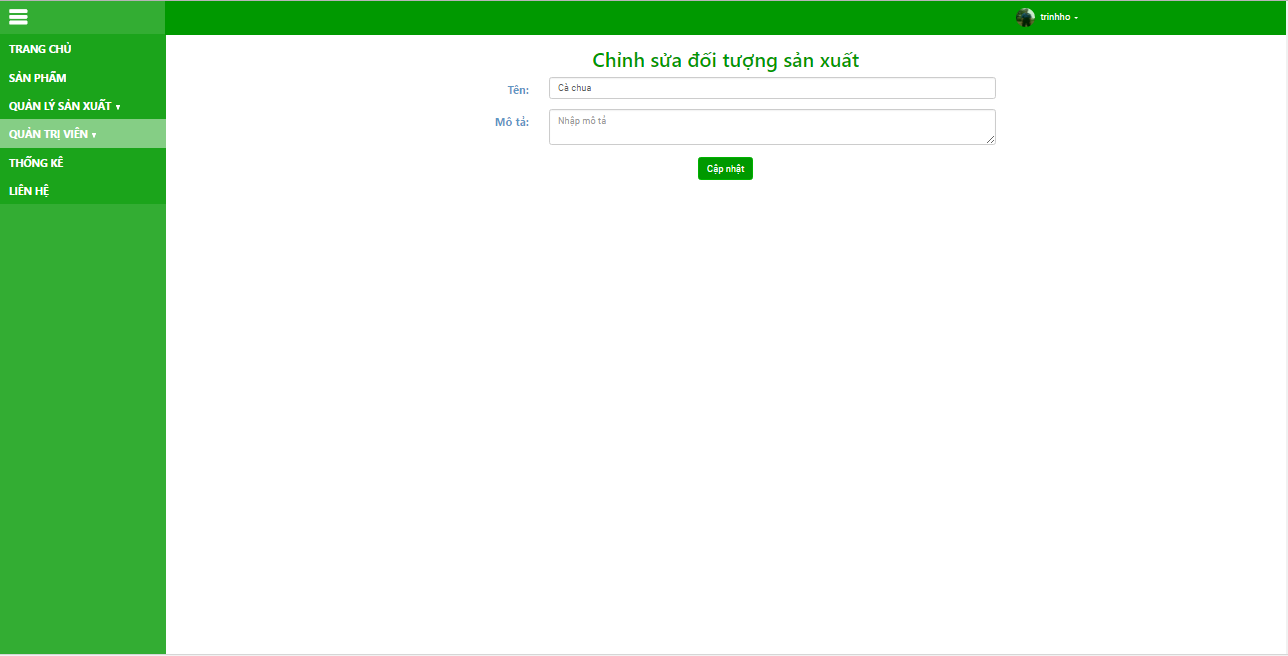 trinhho
TRANG CHỦ
SẢN PHẨM
QUẢN LÝ SẢN XUẤT ▾
QUẢN TRỊ VIÊN ▾
THỐNG KÊ
LIÊN HỆ
Chỉnh sửa đối tượng sản xuất
Tên: Cà chua
Mô tả: Nhập mô tả
Cập nhật